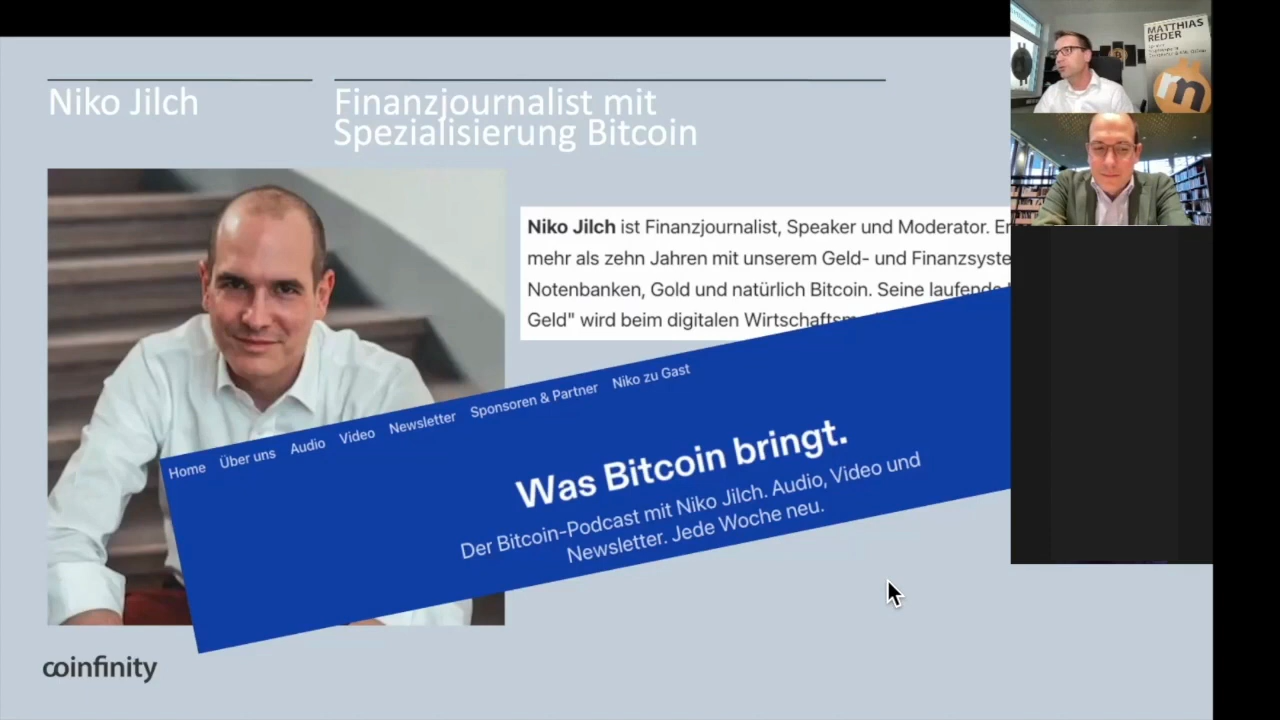 Niko Jilch
Finanzjournalist mit
Spezialisierung Bitcoin
Niko Jilch ist Finanzjournalist, Speaker und Moderator. Er
mehr als zehn Jahren mit unserem Geld- und Finanzsyste
Notenbanken, Gold und natürlich Bitcoin. Seine laufende
Geld" wird beim digitalen Wirtschaftsm
Home Über uns Audio Video Newsletter Sponsoren & Partner Niko zu Gast
Was Bitcoin bringt.
Der Bitcoin-Podcast mit Niko Jilch. Audio, Video und
Newsletter. Jede Woche neu.
coinfinity
MATTHIAS
REDER